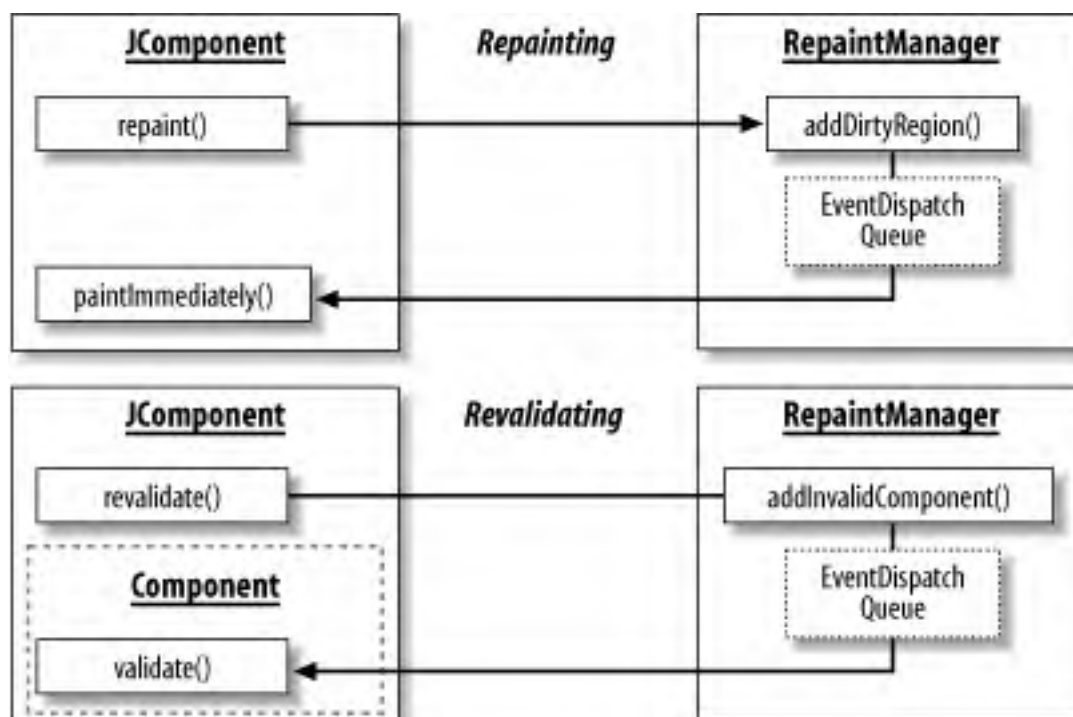 JComponent
Repainting
RepaintManager
repaint()
addDirtyRegion()
EventDispatch
Queue
paintImmediately()
JComponent
Revalidating
RepaintManager
revalidate()
addInvalidComponent()
Component
EventDispatch
Queue
validate()